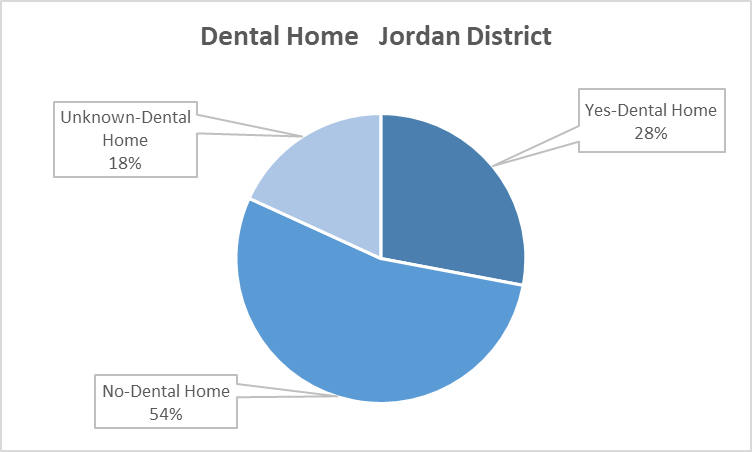 Dental Home   Jordan District
Unknown-Dental
Home
18%
Yes-Dental Home
28%
No-Dental Home
54%